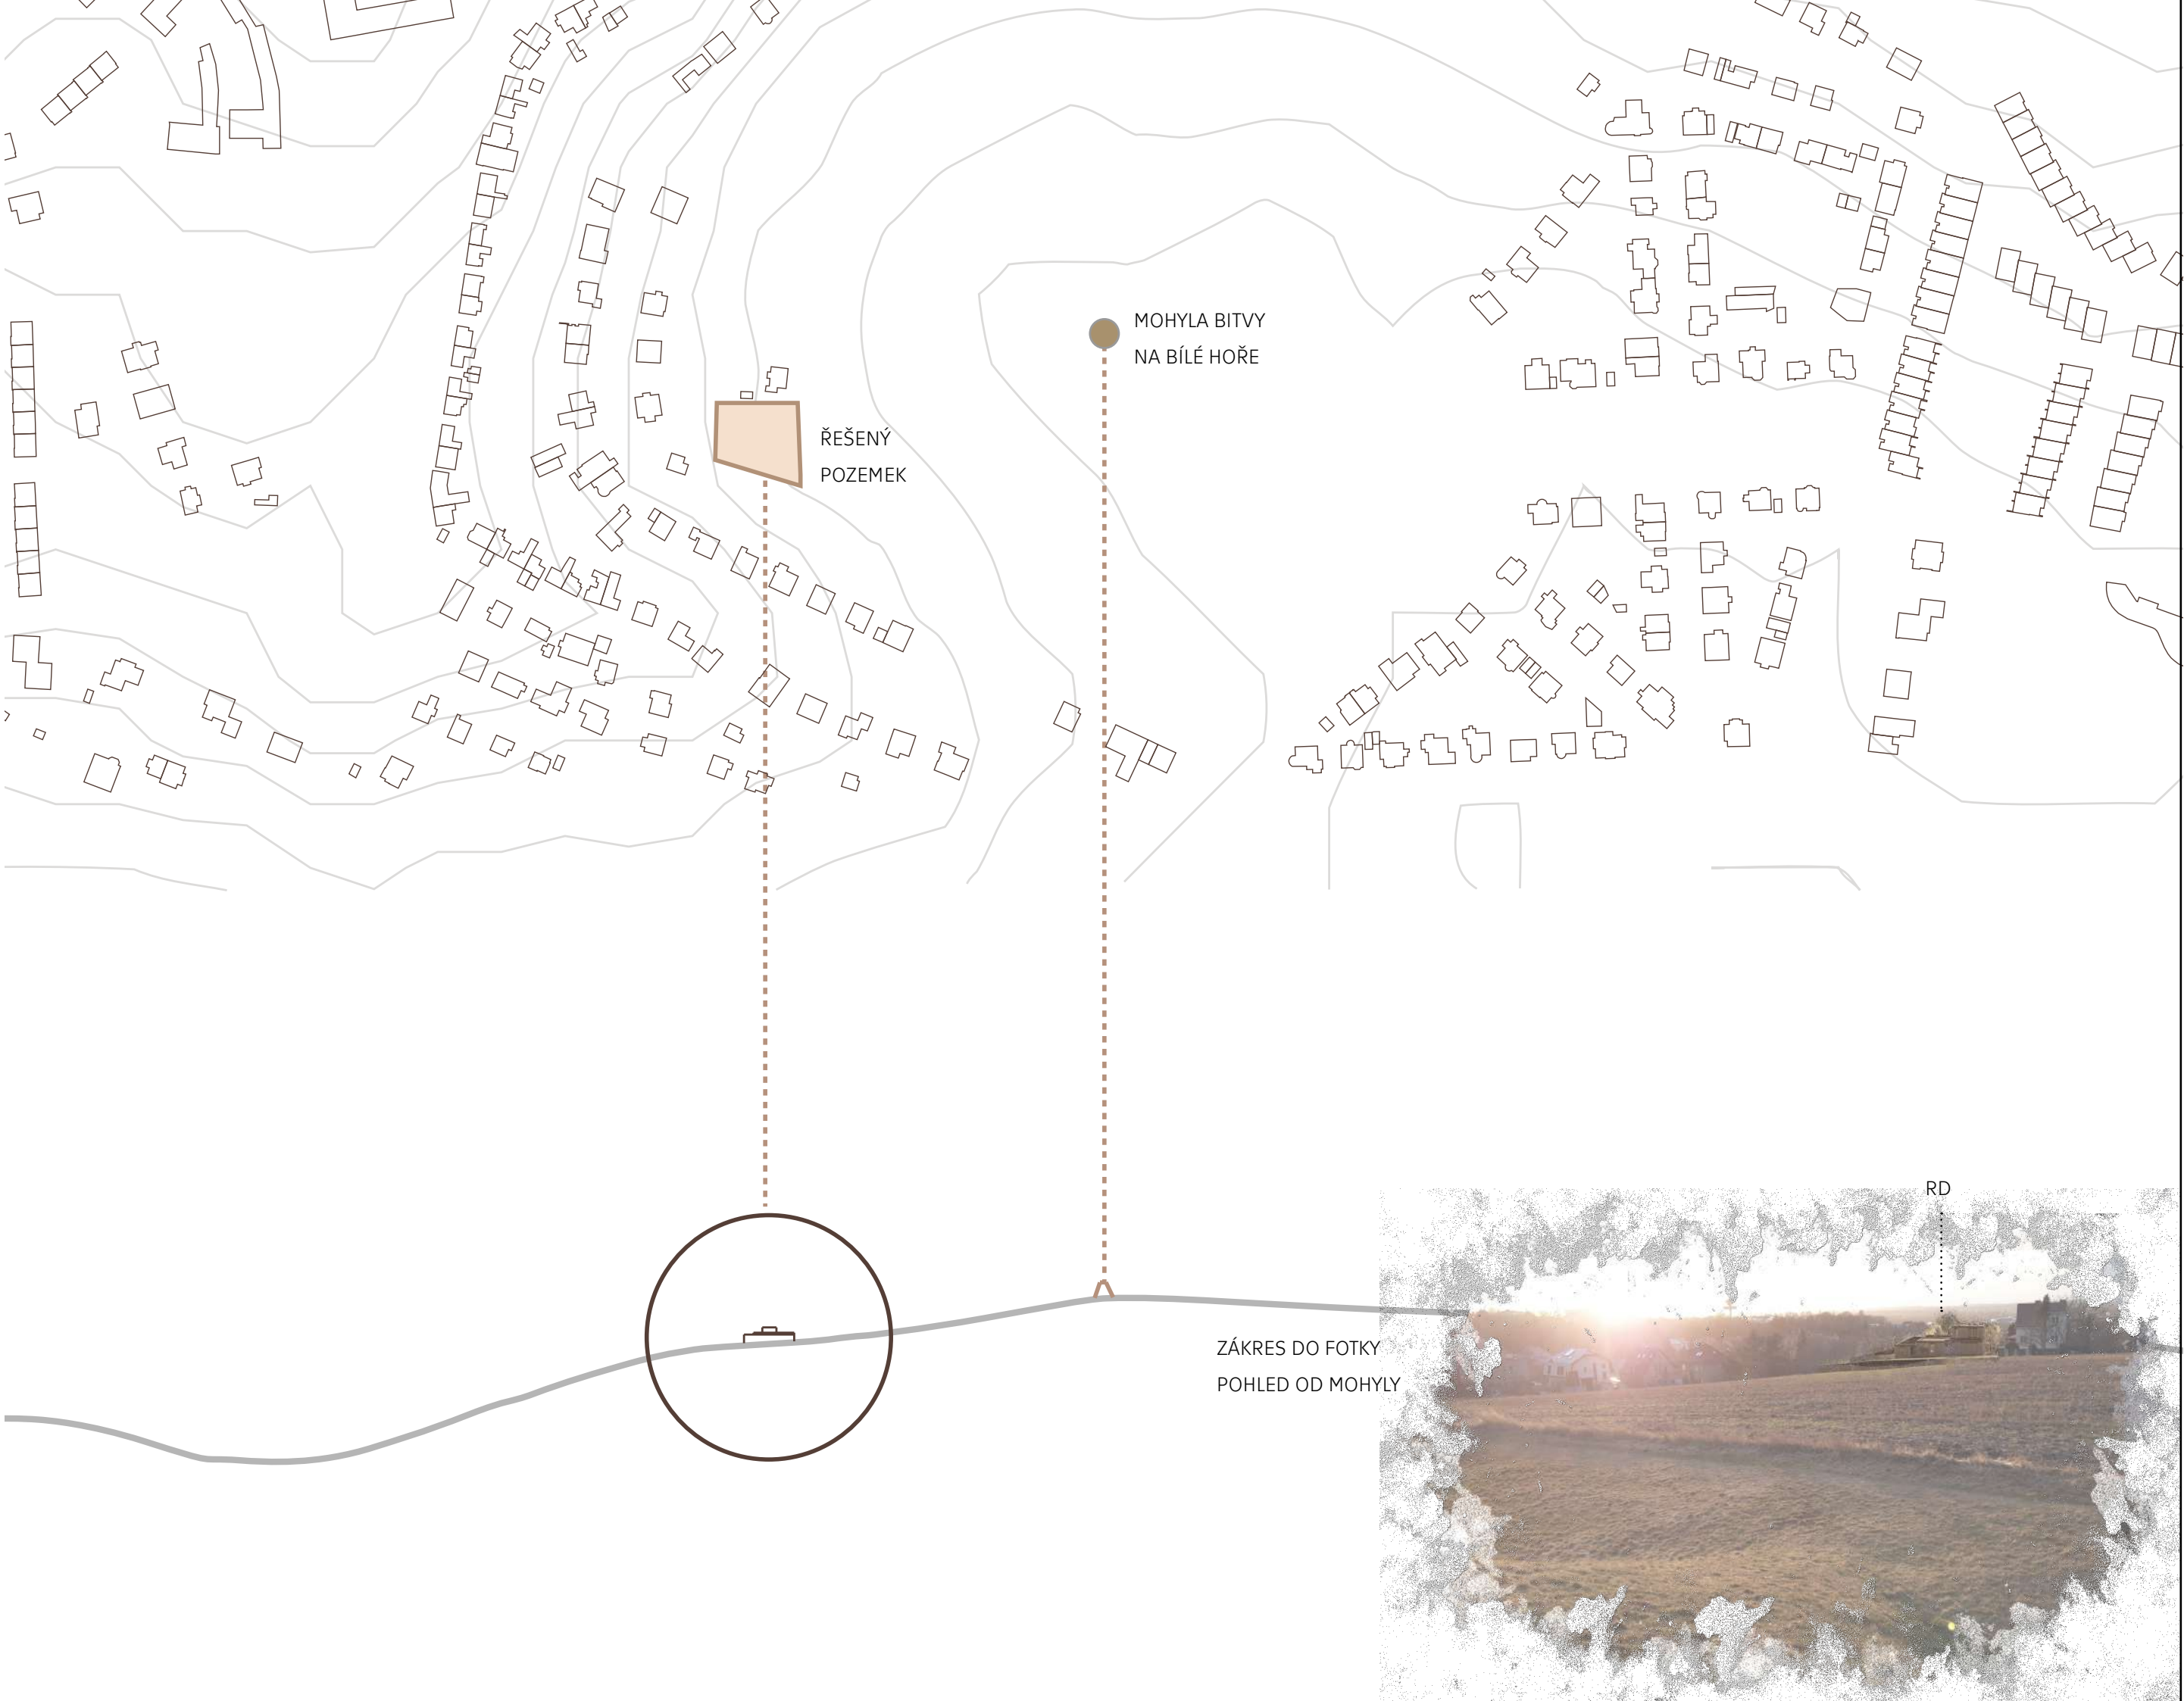 MOHYLA BITVY
NA BÍLÉ HOŘE
ŘEŠENÝ
POZEMEK
RD
ZÁKRES DO FOTKY
POHLED OD MOHYLY